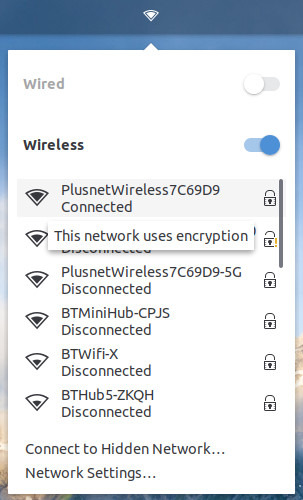 Wired
Wireless
PlusnetWireless7C69D9
Connected
This network uses encryption
PlusnetWireless7C69D9-5G
Disconnected
BTMiniHub-CPJS
Disconnected
BTWifi-X
Disconnected
BTHub5-ZKQH
Disconnected
Connect to Hidden Network…
Network Settings…